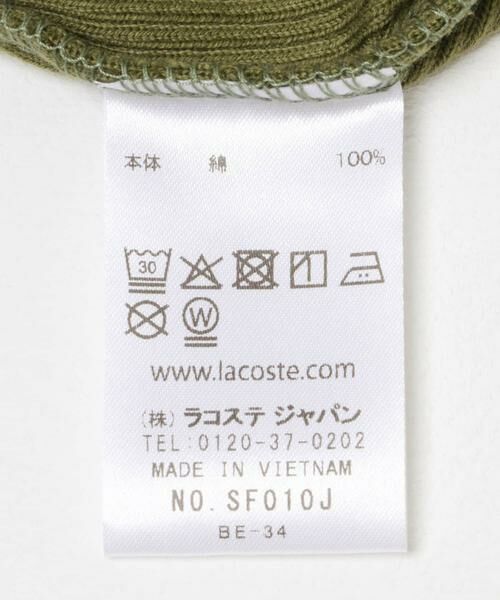 本体 綿 100%
30
W
www.lacoste.com
(株) ラコステ ジャパン
TEL:0120-37-0202
MADE IN VIETNAM
NO. SF010J
BE-34